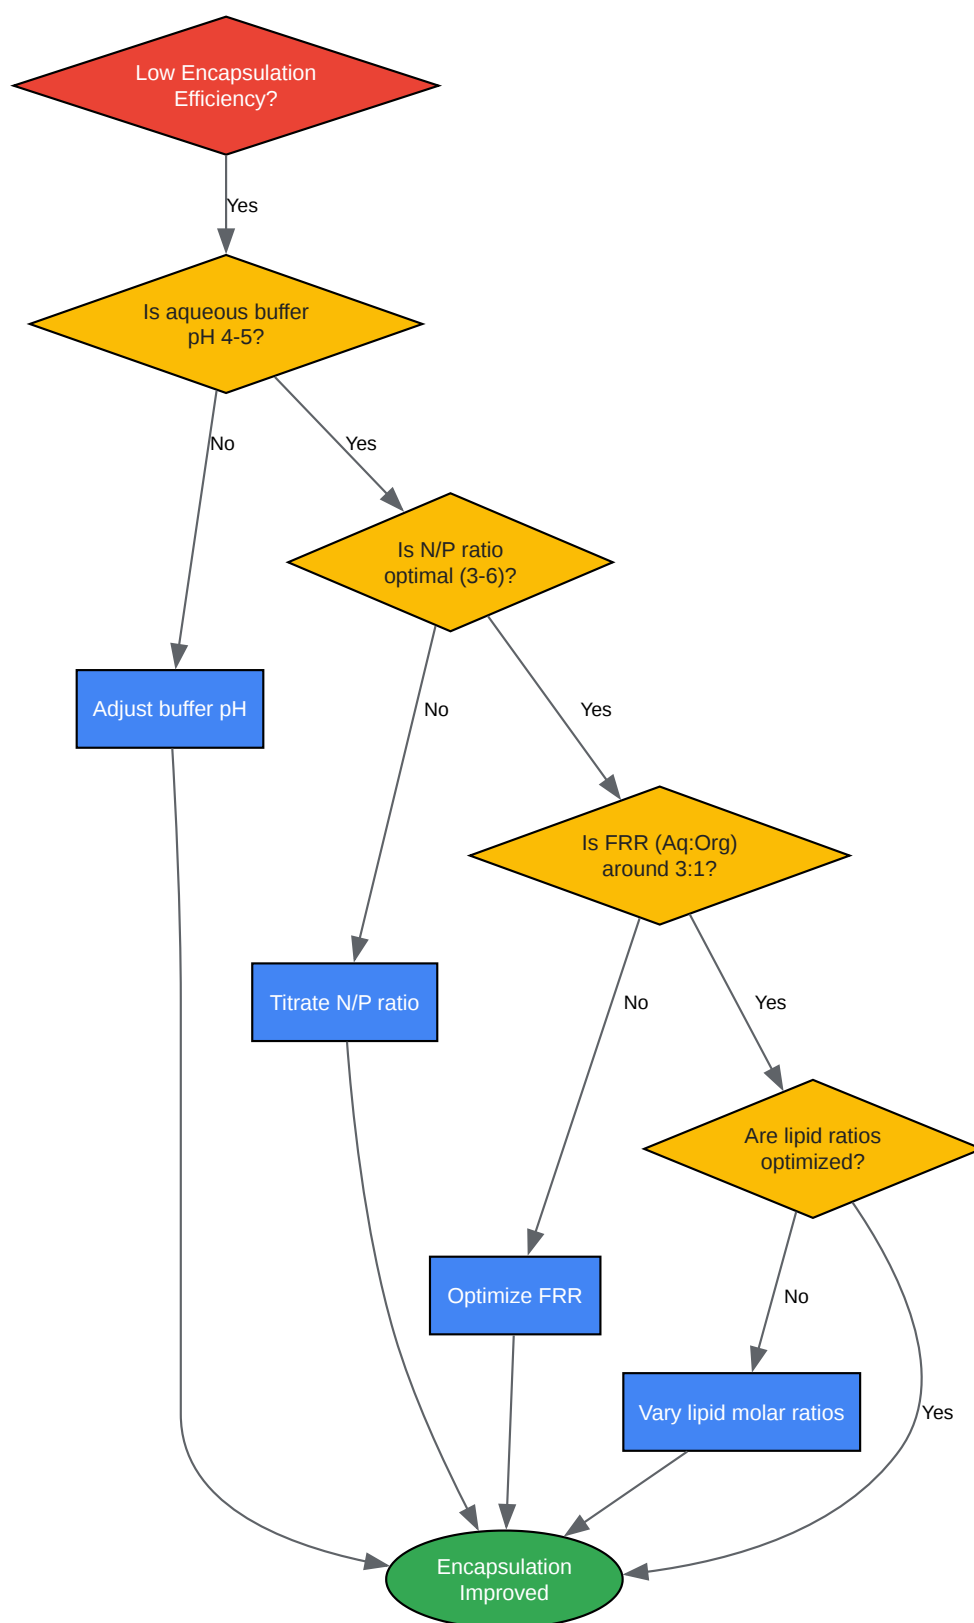 Low Encapsulation
Efficiency?
Yes
Is aqueous buffer
pH 4-5?
No
Yes
Is N/P ratio
optimal (3-6)?
Adjust buffer pH
No
Yes
Is FRR (Aq:Org)
around 3:1?
Titrate N/P ratio
No
Yes
Are lipid ratios
optimized?
Optimize FRR
No
Vary lipid molar ratios
Yes
Encapsulation
Improved